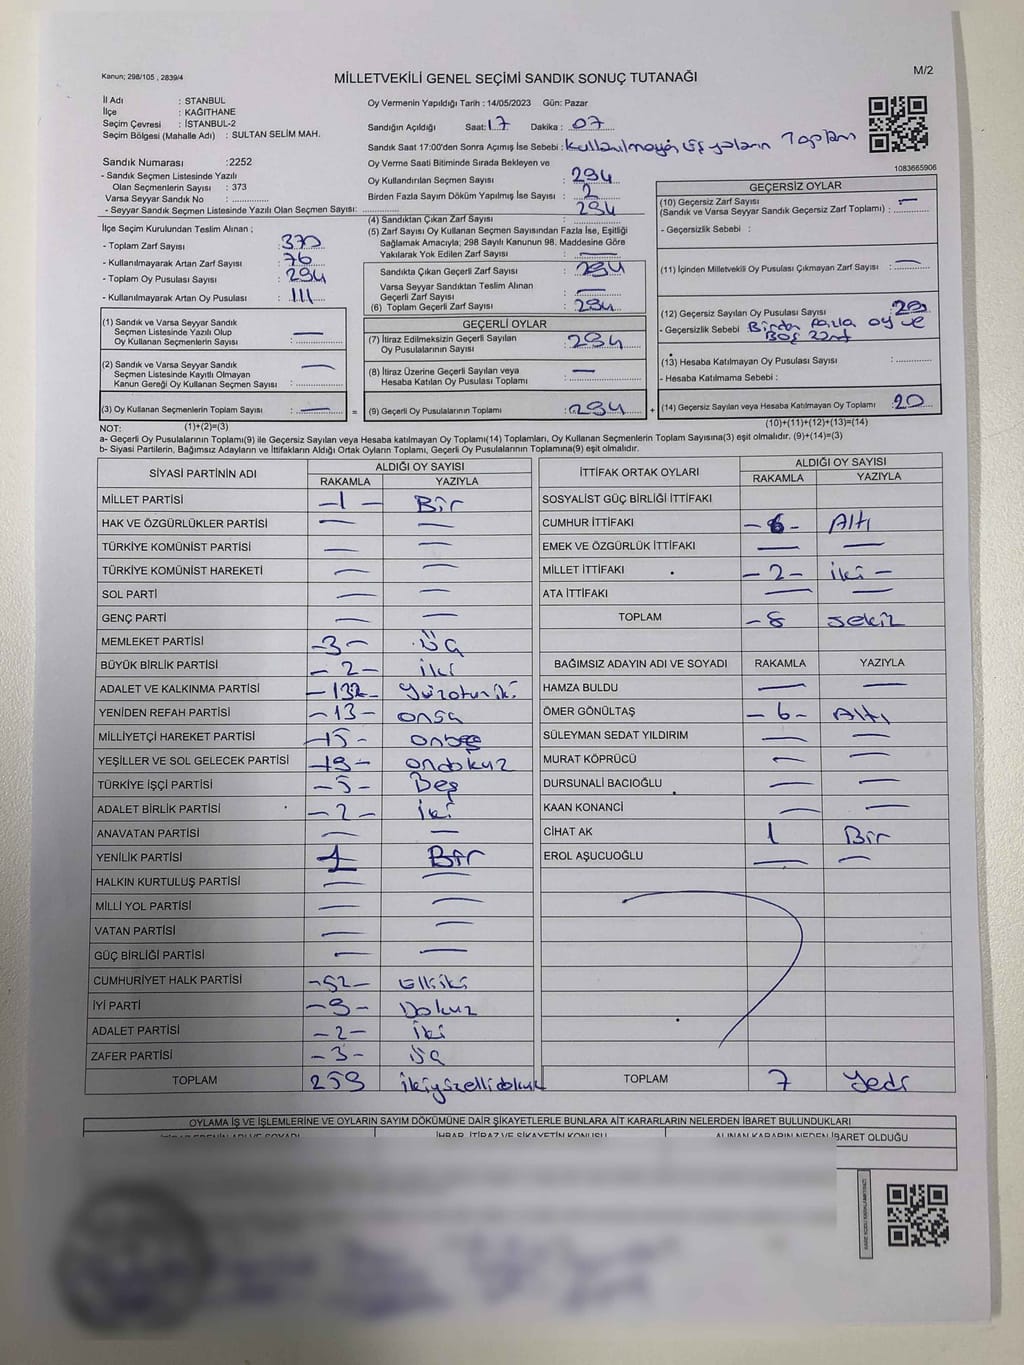 Kanun; 298/105 , 2839/4
MİLLETVEKİLİ GENEL SEÇİMİ SANDIK SONUÇ TUTANAĞI
M/2
İl Adı : STANBUL
İlçe : KAĞITHANE
Seçim Çevresi : İSTANBUL-2
Seçim Bölgesi (Mahalle Adı) : SULTAN SELİM MAH.
Oy Vermenin Yapıldığı Tarih : 14/05/2023 Gün: Pazar
Sandığın Açıldığı Saat: 17 Dakika : 07
Sandık Saat 17:00'den Sonra Açımış İse Sebebi : Kullanılmayan Toplam
1083665906
Sandık Numarası :2252
- Sandık Seçmen Listesinde Yazılı
Olan Seçmenlerin Sayısı : 373
Varsa Seyyar Sandık No :
- Seyyar Sandık Seçmen Listesinde Yazılı Olan Seçmen Sayısı:
Oy Verme Saati Bitiminde Sırada Bekleyen ve
Oy Kullandırılan Seçmen Sayısı : 294
Birden Fazla Sayım Döküm Yapılmış İse Sayısı : 2
(4) Sandıktan Çıkan Zarf Sayısı : 294
(5) Zarf Sayısı Oy Kullanan Seçmen Sayısından Fazla İse, Eşitliği
Sağlamak Amacıyla; 298 Sayılı Kanunun 98. Maddesine Göre
Yakılarak Yok Edilen Zarf Sayısı : —
İlçe Seçim Kurulundan Teslim Alınan ;
- Toplam Zarf Sayısı : 370
- Kullanılmayarak Artan Zarf Sayısı : 76
- Toplam Oy Pusulası Sayısı : 294
- Kullanılmayarak Artan Oy Pusulası : 111
Sandıkta Çıkan Geçerli Zarf Sayısı : 294
Varsa Seyyar Sandıktan Teslim Alınan
Geçerli Zarf Sayısı : —
(6) Toplam Geçerli Zarf Sayısı : 294
GEÇERSİZ OYLAR
(10) Geçersiz Zarf Sayısı : —
(Sandık ve Varsa Seyyar Sandık Geçersiz Zarf Toplamı) :
- Geçersizlik Sebebi :
(11) İçinden Milletvekili Oy Pusulası Çıkmayan Zarf Sayısı : —
(12) Geçersiz Sayılan Oy Pusulası Sayısı : 20
- Geçersizlik Sebebi Birden fazla oy ve
Boş zarf
(13) Hesaba Katılmayan Oy Pusulası Sayısı :
- Hesaba Katılmama Sebebi :
(14) Geçersiz Sayılan veya Hesaba Katılmayan Oy Toplamı : 20
(10)+(11)+(12)+(13)=(14)
(1) Sandık ve Varsa Seyyar Sandık
Seçmen Listesinde Yazılı Olup
Oy Kullanan Seçmenlerin Sayısı : —
(2) Sandık ve Varsa Seyyar Sandık
Seçmen Listesinde Kayıtlı Olmayan
Kanun Gereği Oy Kullanan Seçmen Sayısı : —
(3) Oy Kullanan Seçmenlerin Toplam Sayısı : — =
(1)+(2)=(3)
GEÇERLİ OYLAR
(7) İtiraz Edilmeksizin Geçerli Sayılan
Oy Pusulalarının Sayısı : 294
(8) İtiraz Üzerine Geçerli Sayılan veya
Hesaba Katılan Oy Pusulası Toplamı : —
(9) Geçerli Oy Pusulalarının Toplamı : 294 +
NOT:
a- Geçerli Oy Pusulalarının Toplamı(9) ile Geçersiz Sayılan veya Hesaba katılmayan Oy Toplamı(14) Toplamları, Oy Kullanan Seçmenlerin Toplam Sayısına(3) eşit olmalıdır. (9)+(14)=(3)
b- Siyasi Partilerin, Bağımsız Adayların ve İttifakların Aldığı Ortak Oyların Toplamı, Geçerli Oy Pusulalarının Toplamına(9) eşit olmalıdır.
SİYASİ PARTİNİN ADI ALDIĞI OY SAYISI
RAKAMLA YAZIYLA
MİLLET PARTİSİ —1— Bir
HAK VE ÖZGÜRLÜKLER PARTİSİ — —
TÜRKİYE KOMÜNİST PARTİSİ — —
TÜRKİYE KOMÜNİST HAREKETİ — —
SOL PARTİ — —
GENÇ PARTİ — —
MEMLEKET PARTİSİ -3- Üç
BÜYÜK BİRLİK PARTİSİ -2- iki
ADALET VE KALKINMA PARTİSİ -132- Yüzotuziki
YENİDEN REFAH PARTİSİ -13- onüç
MİLLİYETÇİ HAREKET PARTİSİ -15- onbeş
YEŞİLLER VE SOL GELECEK PARTİSİ -19- ondokuz
TÜRKİYE İŞÇİ PARTİSİ -5- Beş
ADALET BİRLİK PARTİSİ -2- iki
ANAVATAN PARTİSİ — —
YENİLİK PARTİSİ 1 Bir
HALKIN KURTULUŞ PARTİSİ — —
MİLLİ YOL PARTİSİ — —
VATAN PARTİSİ — —
GÜÇ BİRLİĞİ PARTİSİ — —
CUMHURİYET HALK PARTİSİ -52- Elliiki
İYİ PARTİ -9- Dokuz
ADALET PARTİSİ -2- iki
ZAFER PARTİSİ -3- üç
TOPLAM 259 ikiyüzellidokuz
İTTİFAK ORTAK OYLARI ALDIĞI OY SAYISI
RAKAMLA YAZIYLA
SOSYALİST GÜÇ BİRLİĞİ İTTİFAKI
CUMHUR İTTİFAKI -6- Altı
EMEK VE ÖZGÜRLÜK İTTİFAKI — —
MİLLET İTTİFAKI -2- iki -
ATA İTTİFAKI — —
TOPLAM -8 sekiz
BAĞIMSIZ ADAYIN ADI VE SOYADI RAKAMLA YAZIYLA
HAMZA BULDU — —
ÖMER GÖNÜLTAŞ -6- Altı
SÜLEYMAN SEDAT YILDIRIM — —
MURAT KÖPRÜCÜ — —
DURSUNALİ BACIOĞLU — —
KAAN KONANCİ — —
CİHAT AK 1 Bir
EROL AŞUCUOĞLU — —
TOPLAM 7 Yedi
OYLAMA İŞ VE İŞLEMLERİNE VE OYLARIN SAYIM DÖKÜMÜNE DAİR ŞİKAYETLERLE BUNLARA AİT KARARLARIN NELERDEN İBARET BULUNDUKLARI
İHBAR, İTİRAZ VE ŞİKAYETİN KONUSU ALINAN KARARIN NEDEN İBARET OLDUĞU